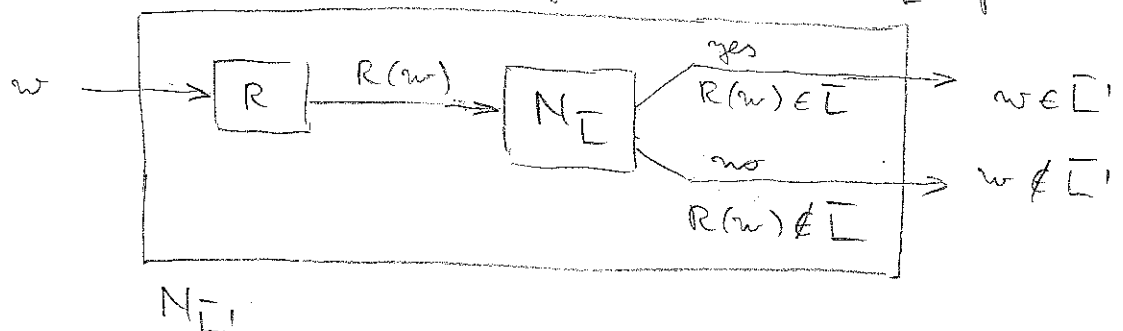 yes
w R R(w) N_L̅ R(w) ∈ L̅ w ∈ L̅'
no w ∉ L̅'
R(w) ∉ L̅
N_L̅'